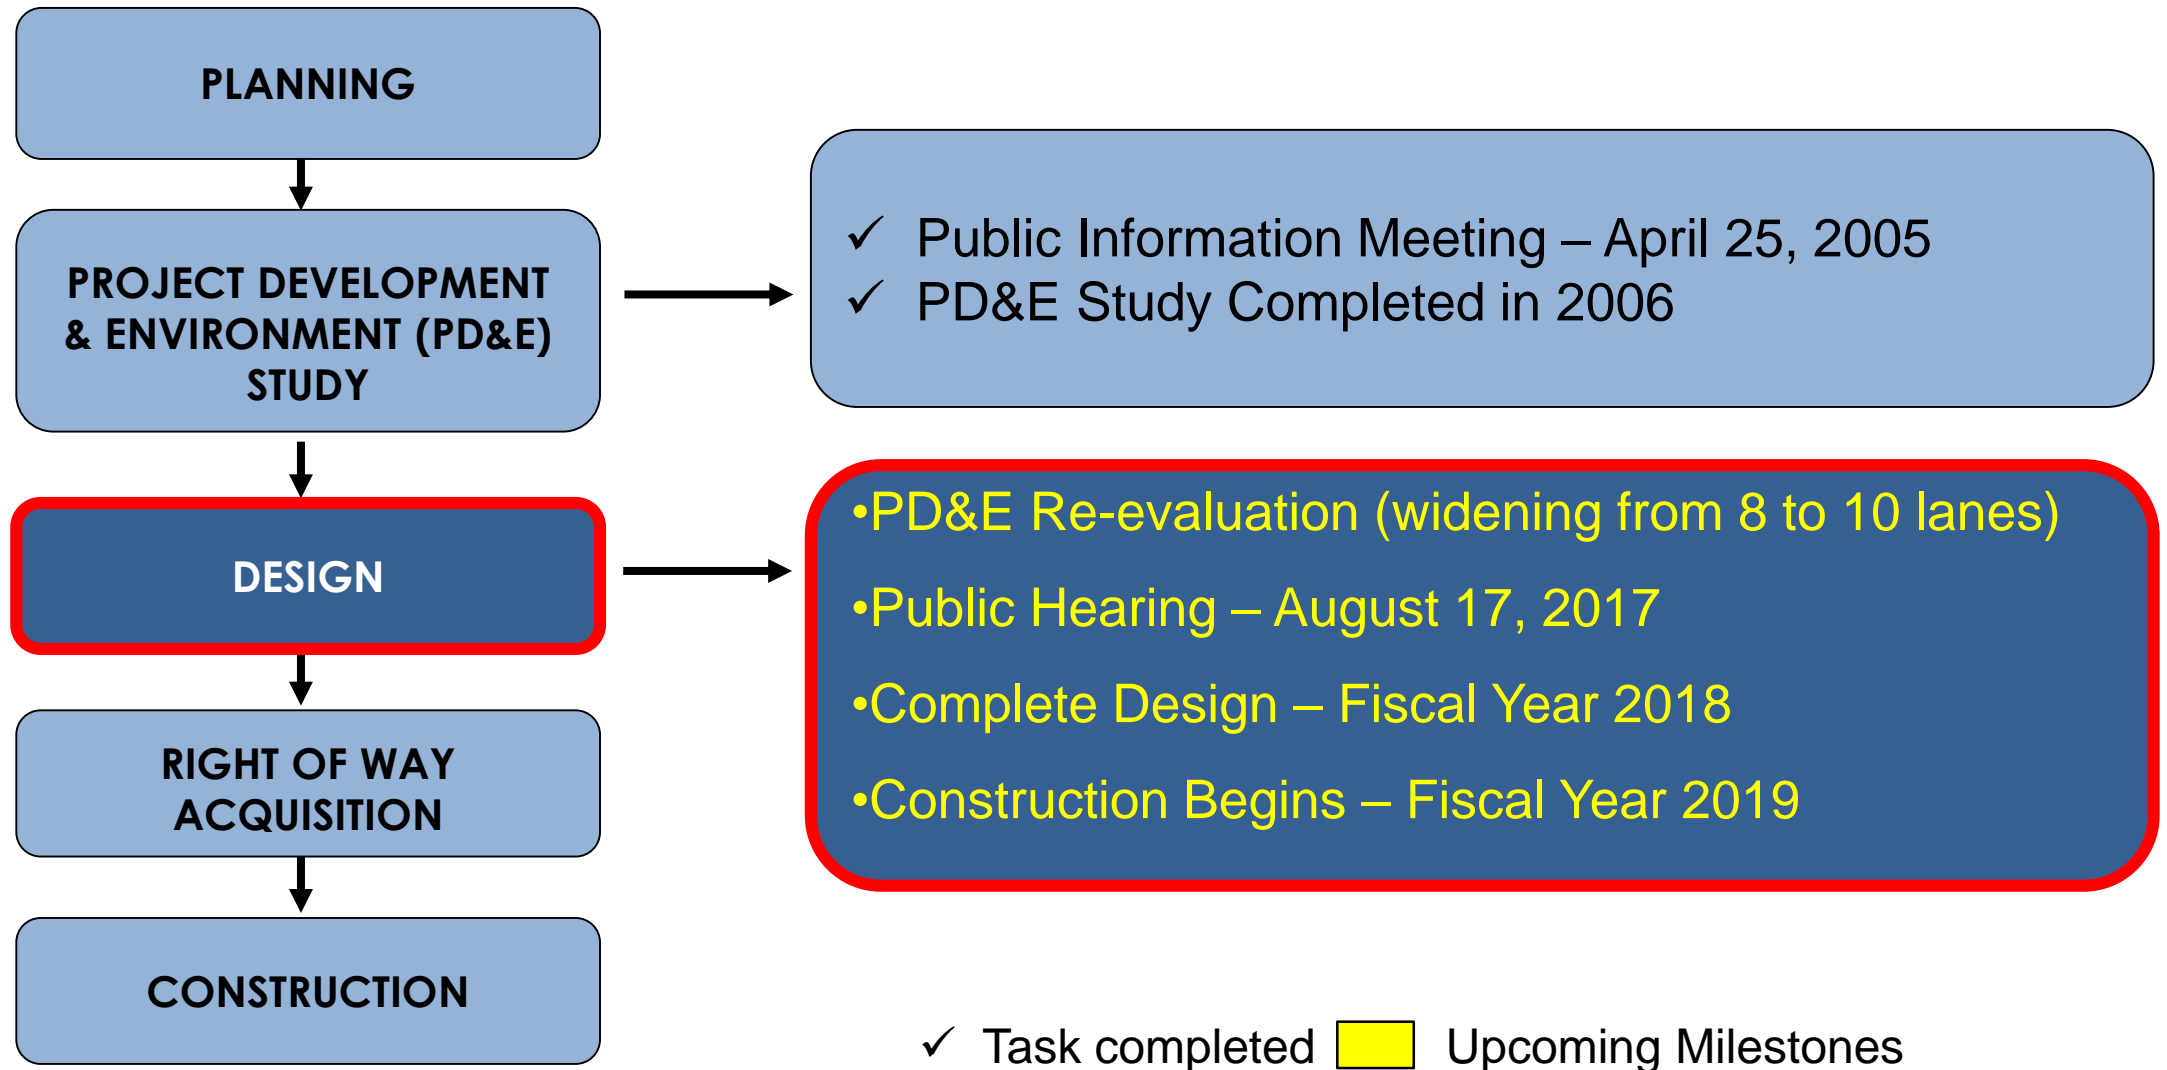 PLANNING
PROJECT DEVELOPMENT
& ENVIRONMENT (PD&E)
STUDY
✓ Public Information Meeting – April 25, 2005
✓ PD&E Study Completed in 2006
DESIGN
•PD&E Re-evaluation (widening from 8 to 10 lanes)
•Public Hearing – August 17, 2017
•Complete Design – Fiscal Year 2018
•Construction Begins – Fiscal Year 2019
RIGHT OF WAY
ACQUISITION
CONSTRUCTION
✓ Task completed Upcoming Milestones